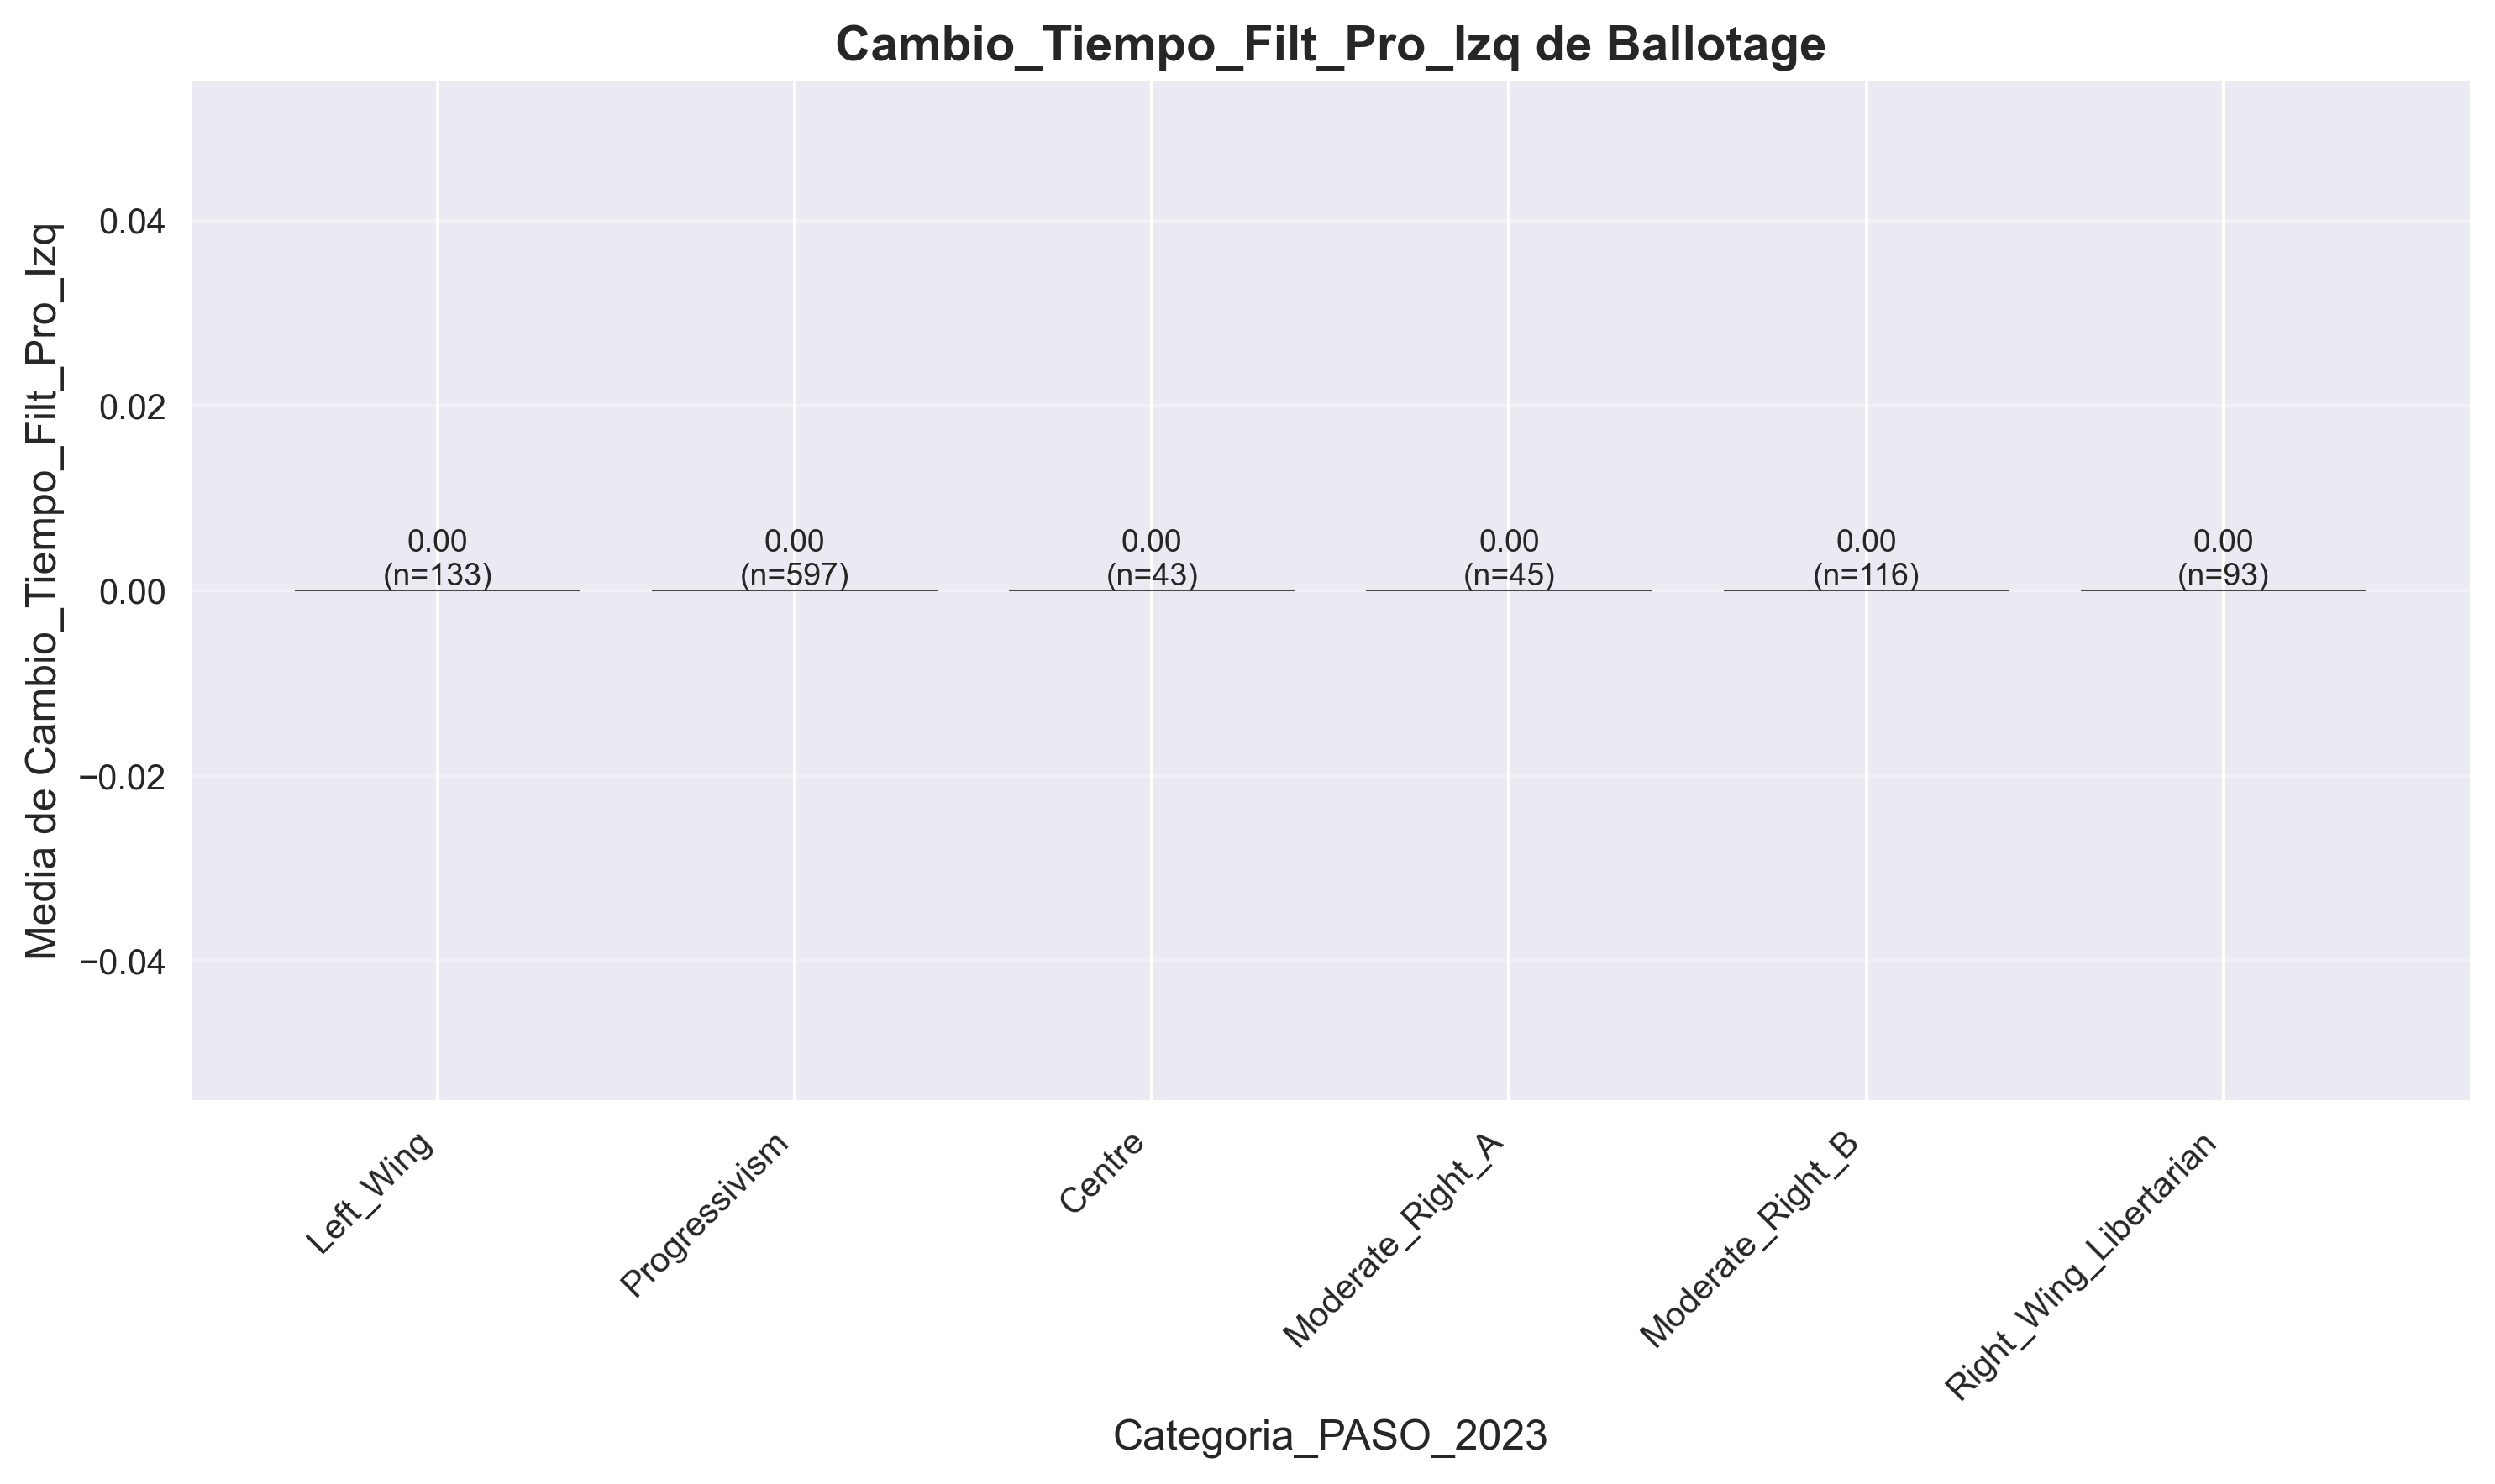 Cambio_Tiempo_Filt_Pro_Izq de Ballotage
Media de Cambio_Tiempo_Filt_Pro_Izq
0.04
0.02
0.00
−0.02
−0.04
0.00
(n=133)
0.00
(n=597)
0.00
(n=43)
0.00
(n=45)
0.00
(n=116)
0.00
(n=93)
Left_Wing
Progressivism
Centre
Moderate_Right_A
Moderate_Right_B
Right_Wing_Libertarian
Categoria_PASO_2023